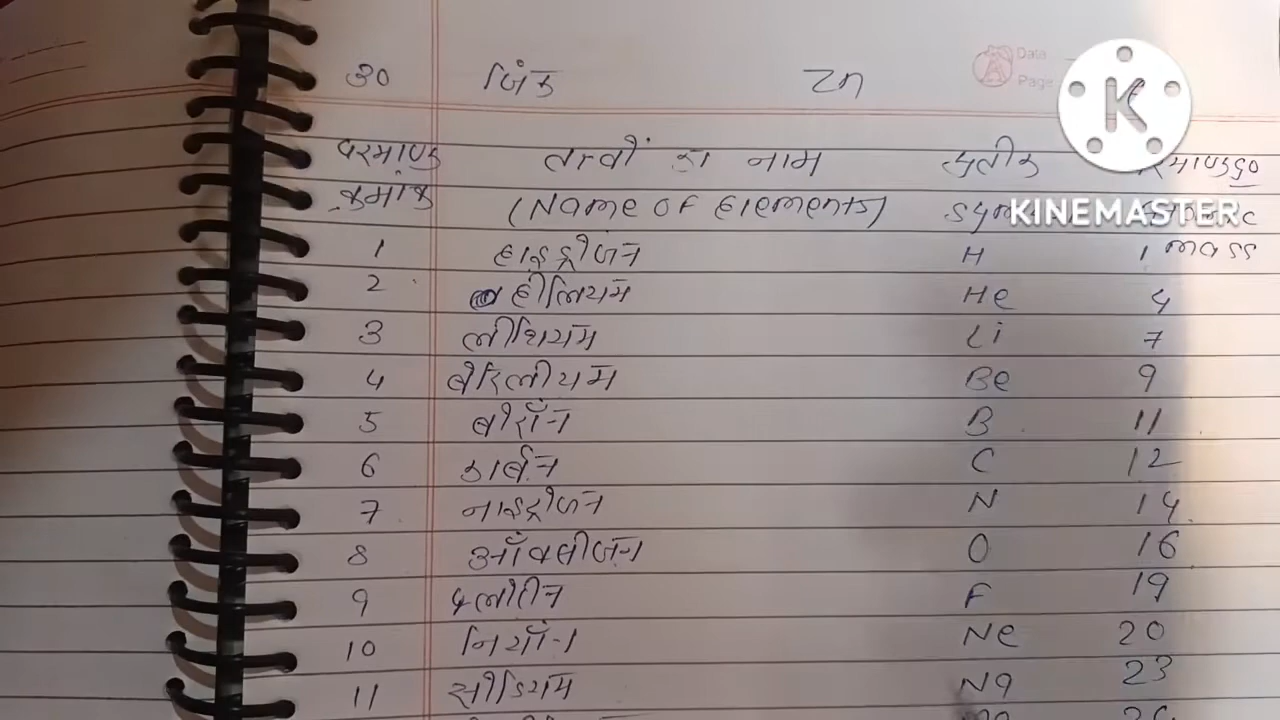 30 जिंक Zn
Data
Page
परमाणु तत्वों का नाम प्रतीक
क्रमांक (Name of Elements)
KINEMASTER
1 हाइड्रोजन H 1 mass
2 हीलियम He 4
3 लीथियम Li 7
4 बेरिलीयम Be 9
5 बोरॉन B 11
6 कार्बन C 12
7 नाइट्रोजन N 14
8 ऑक्सीजन O 16
9 फ्लोरीन F 19
10 नियॉन Ne 20
11 सोडियम Na 23